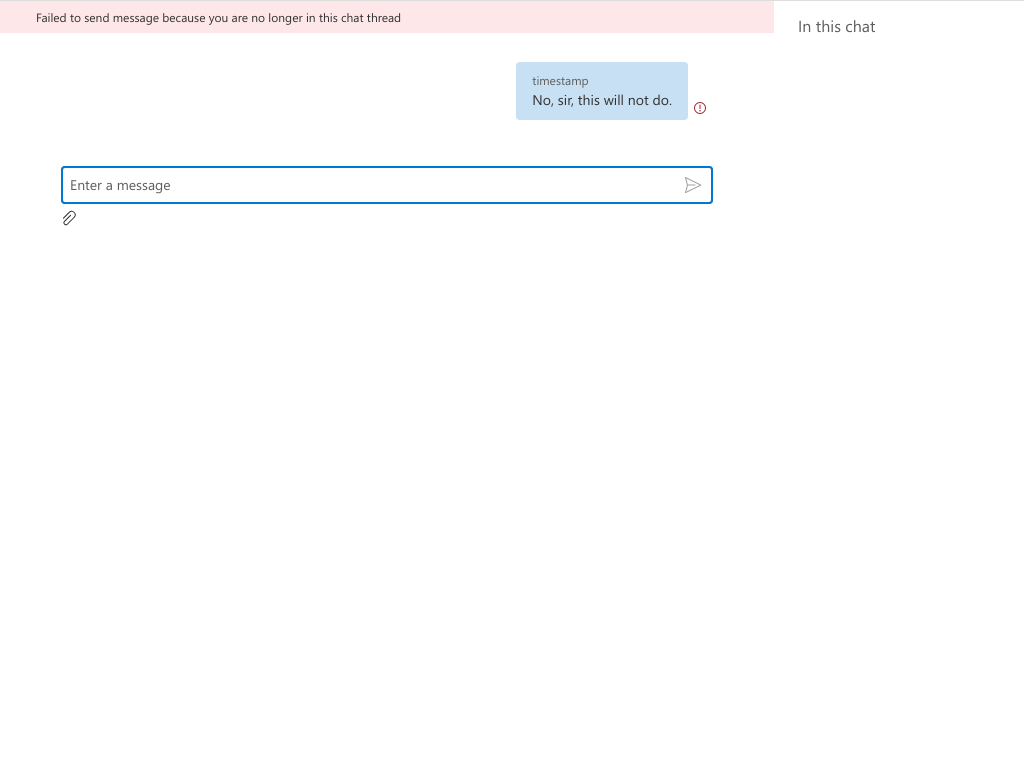 Failed to send message because you are no longer in this chat thread
In this chat
timestamp
No, sir, this will not do.
Enter a message